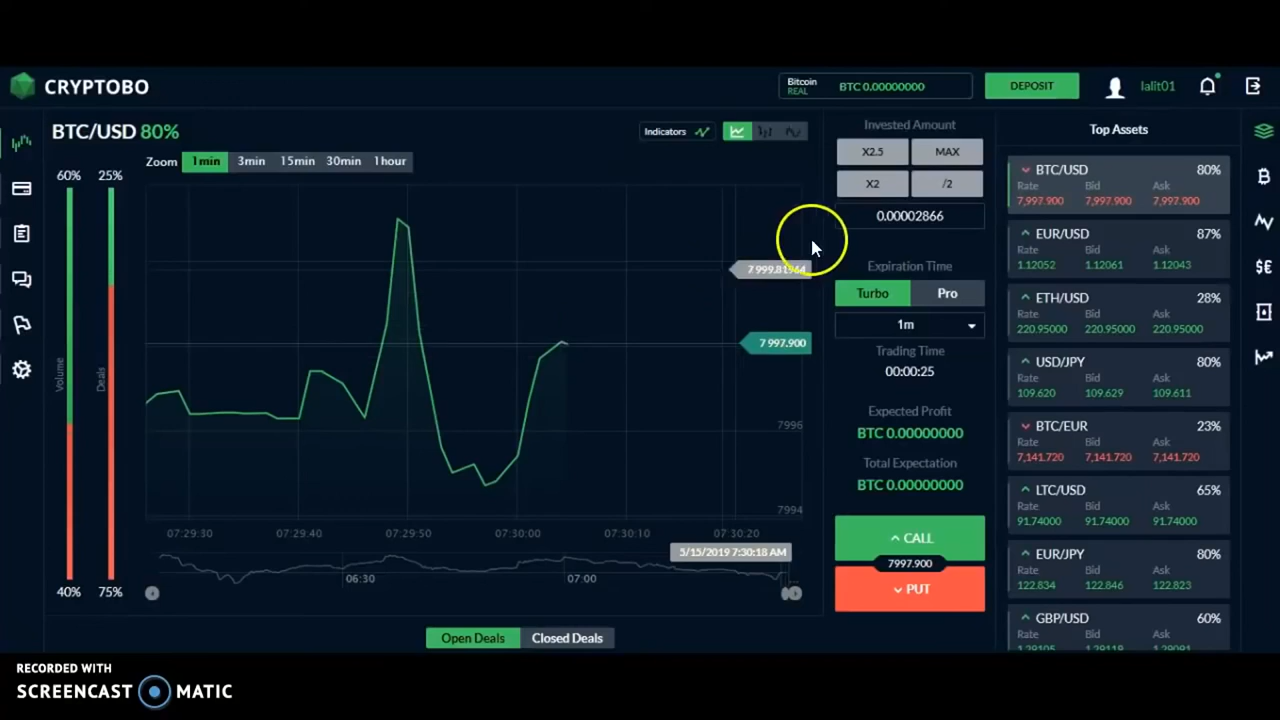 CRYPTOBO
Bitcoin
REAL
BTC 0.00000000
DEPOSIT
lalit01
BTC/USD 80%
Indicators
Zoom 1min 3min 15min 30min 1hour
60% 25%
Volume
Deals
40% 75%
7 999.81964
7 997.900
7996
7994
07:29:30 07:29:40 07:29:50 07:30:00 07:30:10 07:30:20
5/15/2019 7:30:18 AM
06:30 07:00
Open Deals Closed Deals
Invested Amount
X2.5 MAX
X2 /2
0.00002866
Expiration Time
Turbo Pro
1m
Trading Time
00:00:25
Expected Profit
BTC 0.00000000
Total Expectation
BTC 0.00000000
CALL
7997.900
PUT
Top Assets
BTC/USD 80%
Rate Bid Ask
7,997.900 7,997.900 7,997.900
EUR/USD 87%
Rate Bid Ask
1.12052 1.12061 1.12043
ETH/USD 28%
Rate Bid Ask
220.95000 220.95000 220.95000
USD/JPY 80%
Rate Bid Ask
109.620 109.629 109.611
BTC/EUR 23%
Rate Bid Ask
7,141.720 7,141.720 7,141.720
LTC/USD 65%
Rate Bid Ask
91.74000 91.74000 91.74000
EUR/JPY 80%
Rate Bid Ask
122.834 122.846 122.823
GBP/USD 60%
Rate Bid Ask
RECORDED WITH
SCREENCAST MATIC